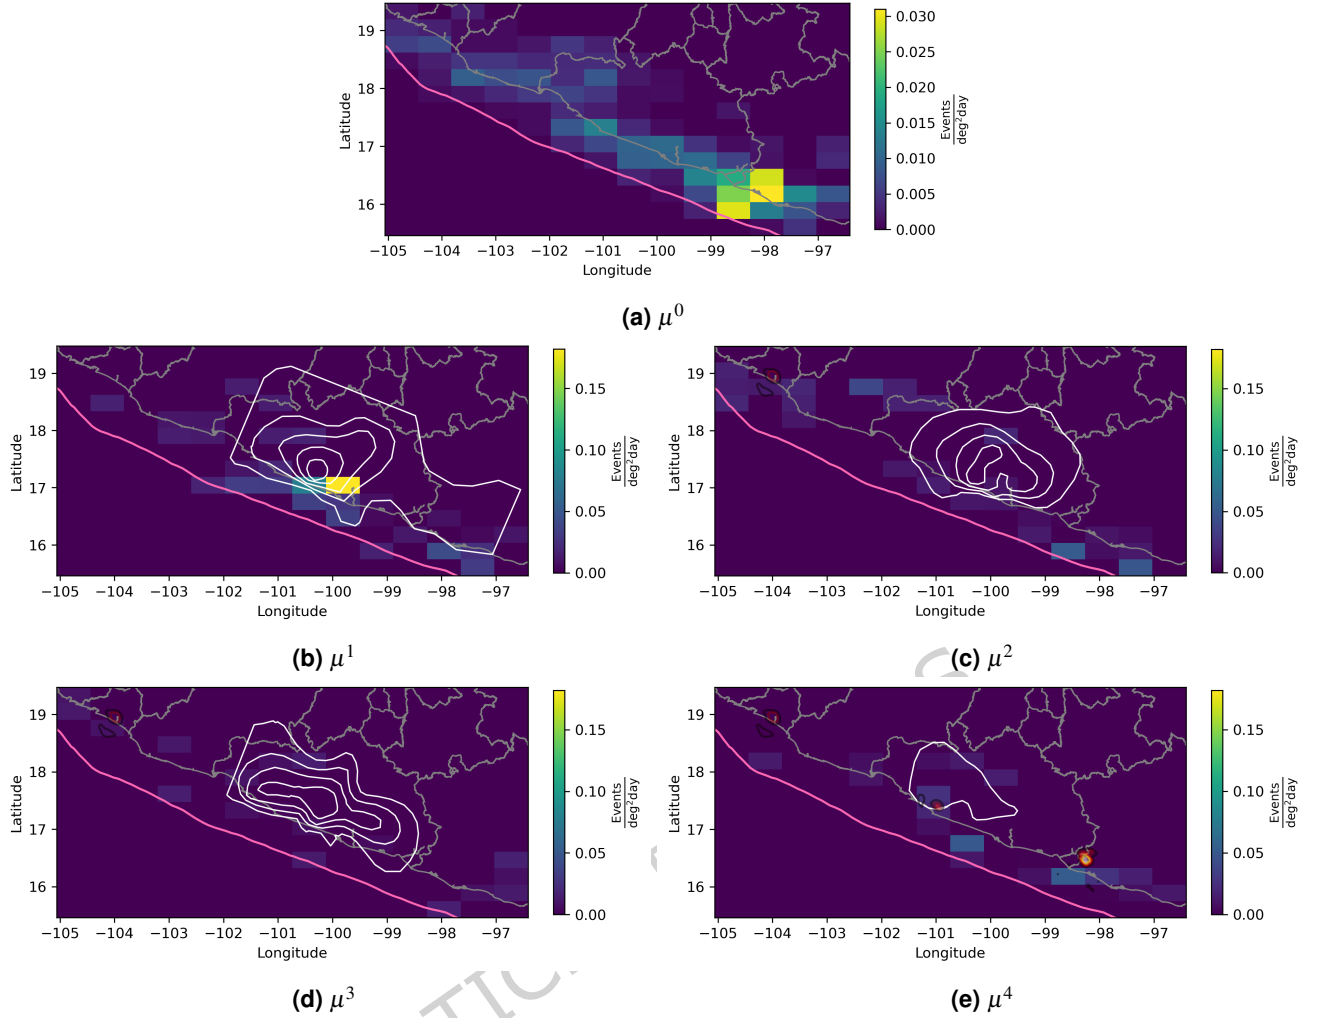 19
18
17
16
Latitude
−105 −104 −103 −102 −101 −100 −99 −98 −97
Longitude
0.030
0.025
0.020
0.015
0.010
0.005
0.000
Events
deg²day
(a) μ⁰
19
18
17
16
Latitude
−105 −104 −103 −102 −101 −100 −99 −98 −97
Longitude
0.15
0.10
0.05
0.00
Events
deg²day
(b) μ¹
19
18
17
16
Latitude
−105 −104 −103 −102 −101 −100 −99 −98 −97
Longitude
0.15
0.10
0.05
0.00
Events
deg²day
(c) μ²
19
18
17
16
Latitude
−105 −104 −103 −102 −101 −100 −99 −98 −97
Longitude
0.15
0.10
0.05
0.00
Events
deg²day
(d) μ³
19
18
17
16
Latitude
−105 −104 −103 −102 −101 −100 −99 −98 −97
Longitude
0.15
0.10
0.05
0.00
Events
deg²day
(e) μ⁴